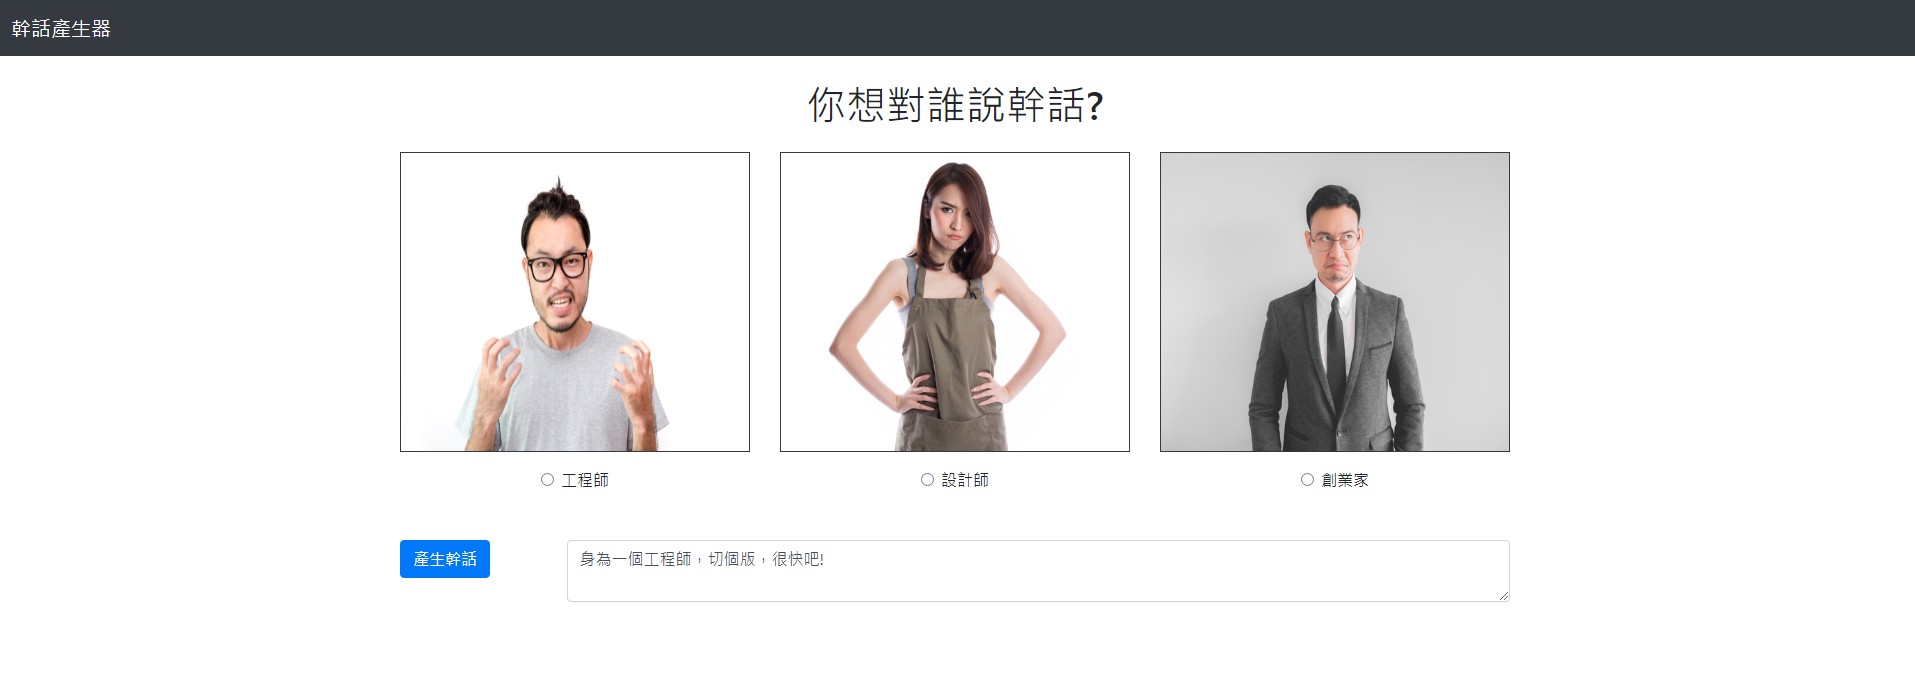 幹話產生器
你想對誰說幹話?
工程師
設計師
創業家
產生幹話
身為一個工程師，切個版，很快吧!